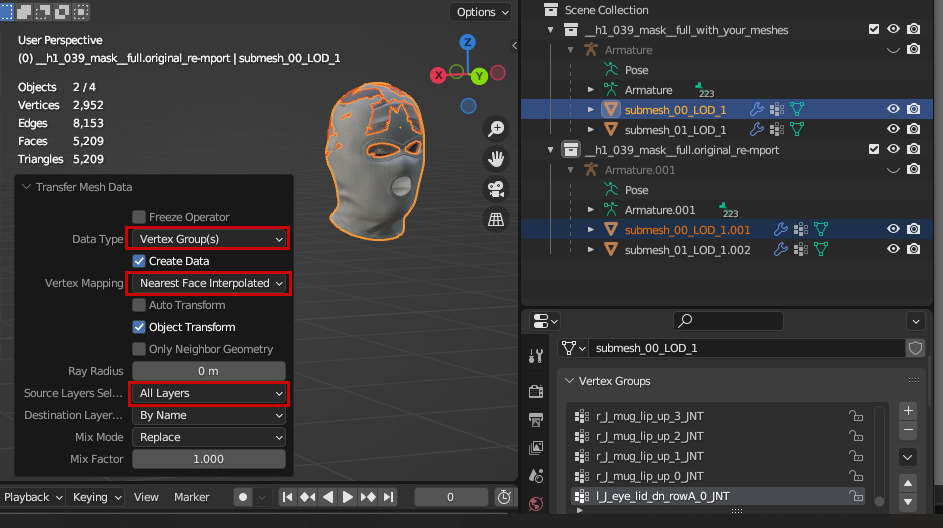 Options
User Perspective
(0) __h1_039_mask__full.original_re-mport | submesh_00_LOD_1
Objects 2 / 4
Vertices 2,952
Edges 8,153
Faces 5,209
Triangles 5,209
X
Y
Z
Transfer Mesh Data
Freeze Operator
Data Type Vertex Group(s)
Create Data
Vertex Mapping Nearest Face Interpolated
Auto Transform
Object Transform
Only Neighbor Geometry
Ray Radius 0 m
Source Layers Sel... All Layers
Destination Layer... By Name
Mix Mode Replace
Mix Factor 1.000
Playback
Keying
View
Marker
0
Scene Collection
__h1_039_mask__full_with_your_meshes
Armature
Pose
Armature 223
submesh_00_LOD_1
submesh_01_LOD_1
__h1_039_mask__full.original_re-mport
Armature.001
Pose
Armature.001 223
submesh_00_LOD_1.001
submesh_01_LOD_1.002
submesh_00_LOD_1
Vertex Groups
r_J_mug_lip_up_3_JNT
r_J_mug_lip_up_2_JNT
r_J_mug_lip_up_1_JNT
r_J_mug_lip_up_0_JNT
l_J_eye_lid_dn_rowA_0_JNT